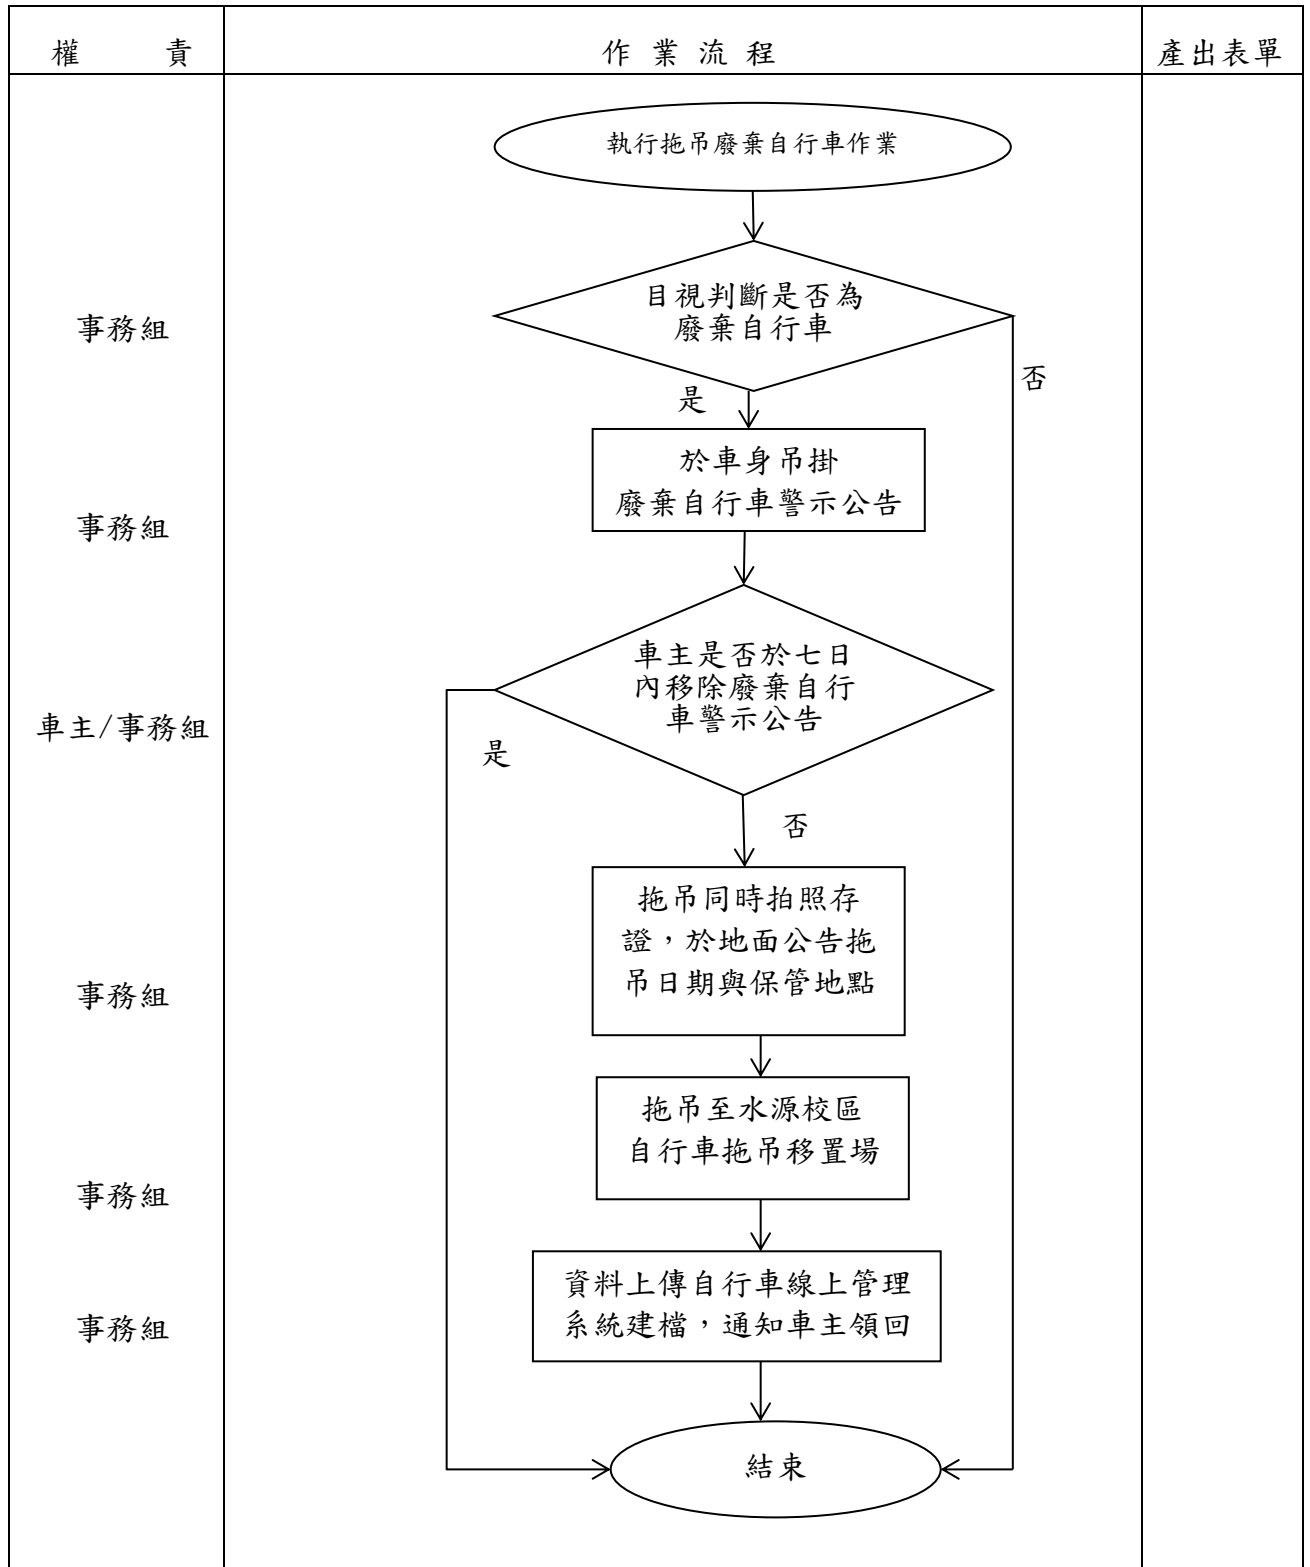 權 責 作 業 流 程 產出表單
執行拖吊廢棄自行車作業
目視判斷是否為
廢棄自行車
事務組
否
是
於車身吊掛
廢棄自行車警示公告
事務組
車主是否於七日
內移除廢棄自行
車警示公告
車主/事務組
是
否
拖吊同時拍照存
證，於地面公告拖
吊日期與保管地點
事務組
拖吊至水源校區
自行車拖吊移置場
事務組
資料上傳自行車線上管理
系統建檔，通知車主領回
事務組
結束